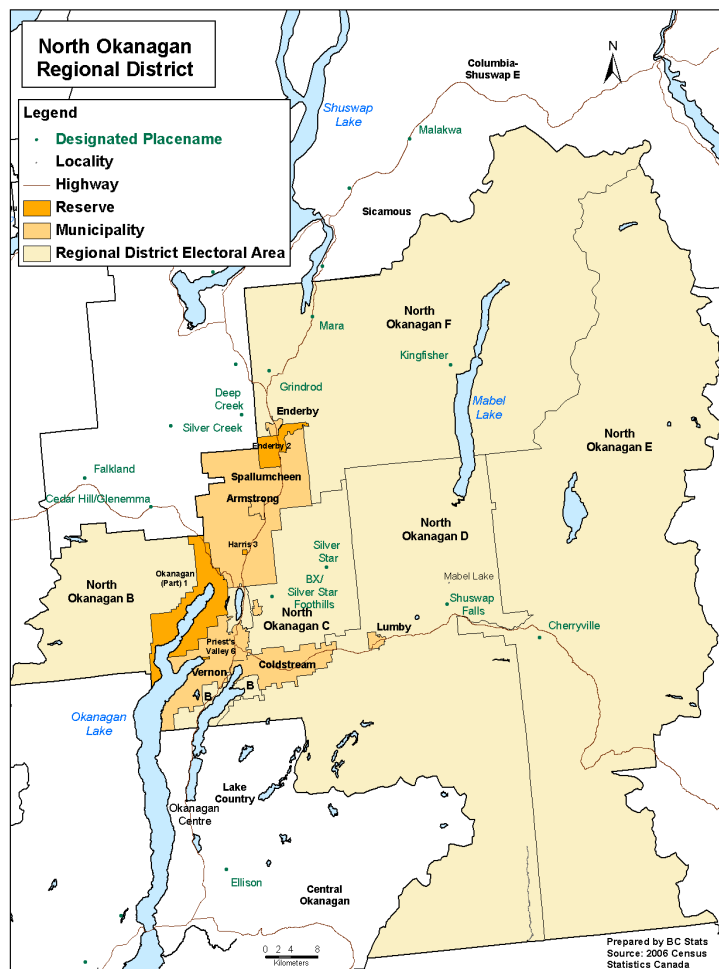 North Okanagan
Regional District
Legend
Designated Placename
Locality
Highway
Reserve
Municipality
Regional District Electoral Area
Columbia-
Shuswap E
N
Shuswap
Lake
Malakwa
Sicamous
North
Okanagan F
Mara
Kingfisher
Grindrod
Deep
Creek
Mabel
Lake
Enderby
Silver Creek
North
Okanagan E
Enderby 2
Falkland
Spallumcheen
Cedar Hill/Glenemma
Armstrong
North
Okanagan D
Harris 3
Silver
Star
North
Okanagan B
Okanagan
(Part) 1
BX/
Silver Star
Foothills
Mabel Lake
Shuswap
Falls
North
Okanagan C
Lumby
Cherryville
Priest's
Valley 6
Coldstream
Vernon
B
B
Okanagan
Lake
Lake
Country
Okanagan
Centre
Ellison
Central
Okanagan
0 2 4 8
Kilometers
Prepared by BC Stats
Source: 2006 Census
Statistics Canada